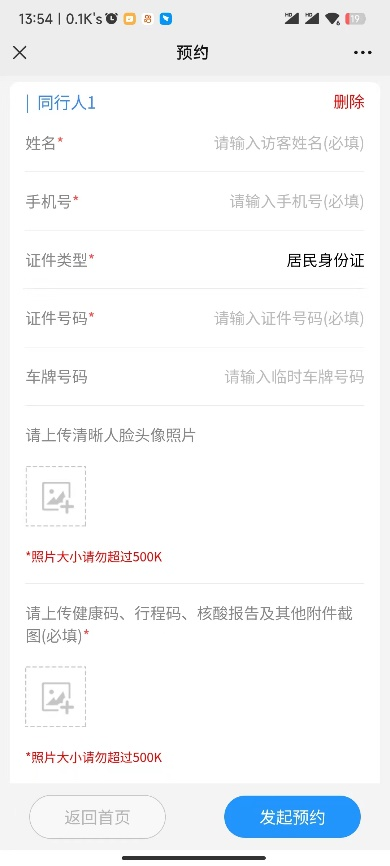 13:54 | 0.1K's
19
预约
同行人1
删除
姓名* 请输入访客姓名(必填)
手机号* 请输入手机号(必填)
证件类型* 居民身份证
证件号码* 请输入证件号码(必填)
车牌号码 请输入临时车牌号码
请上传清晰人脸头像照片
*照片大小请勿超过500K
请上传健康码、行程码、核酸报告及其他附件截
图(必填)*
*照片大小请勿超过500K
返回首页
发起预约